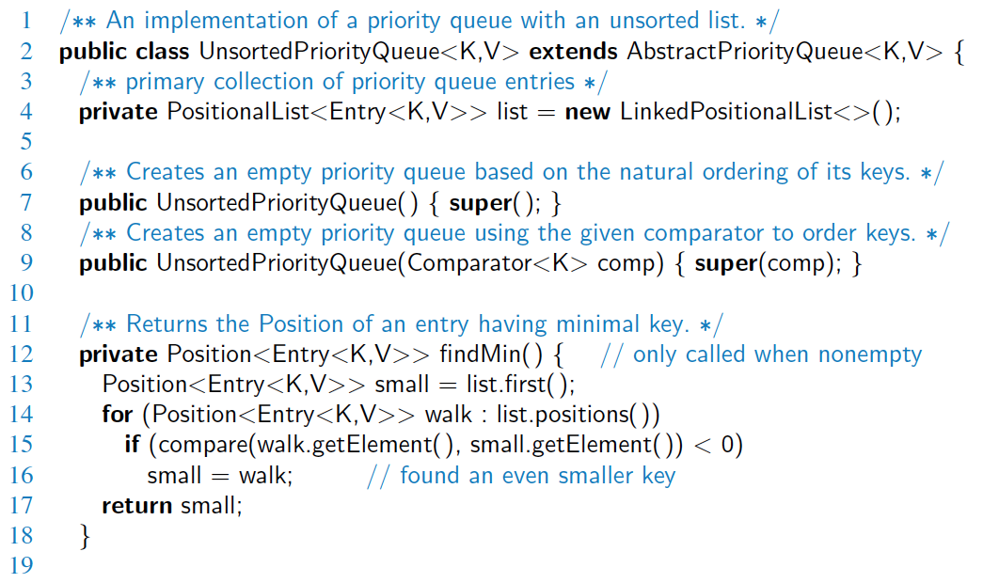 1 /** An implementation of a priority queue with an unsorted list. */
2 public class UnsortedPriorityQueue<K,V> extends AbstractPriorityQueue<K,V> {
3 /** primary collection of priority queue entries */
4 private PositionalList<Entry<K,V>> list = new LinkedPositionalList<>();
5
6 /** Creates an empty priority queue based on the natural ordering of its keys. */
7 public UnsortedPriorityQueue() { super(); }
8 /** Creates an empty priority queue using the given comparator to order keys. */
9 public UnsortedPriorityQueue(Comparator<K> comp) { super(comp); }
10
11 /** Returns the Position of an entry having minimal key. */
12 private Position<Entry<K,V>> findMin() { // only called when nonempty
13 Position<Entry<K,V>> small = list.first();
14 for (Position<Entry<K,V>> walk : list.positions())
15 if (compare(walk.getElement(), small.getElement()) < 0)
16 small = walk; // found an even smaller key
17 return small;
18 }
19